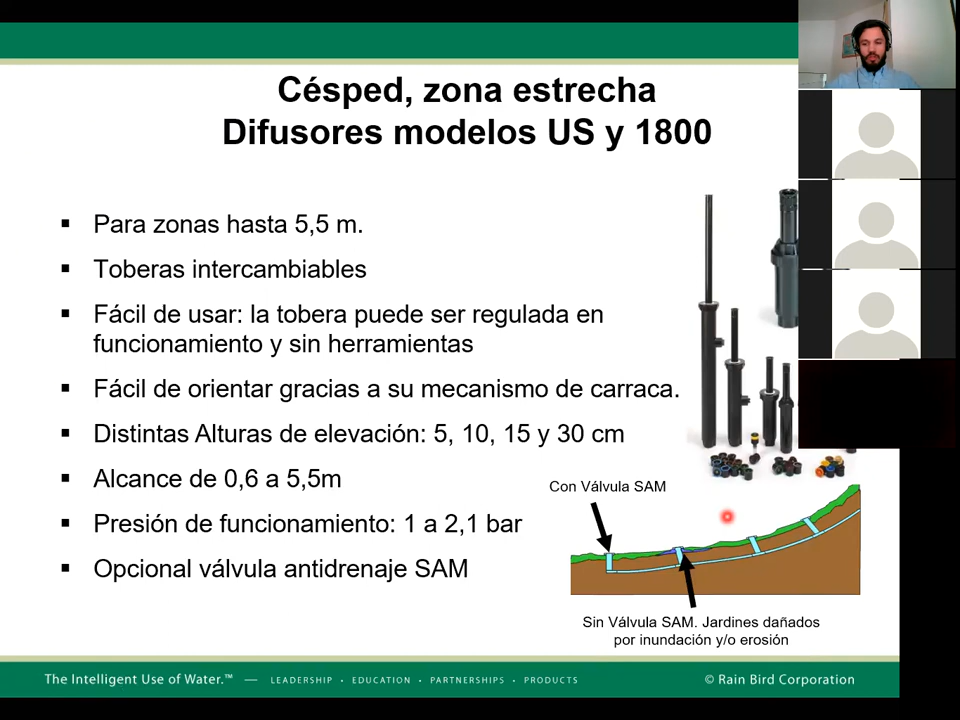 Césped, zona estrecha
Difusores modelos US y 1800
Para zonas hasta 5,5 m.
Toberas intercambiables
Fácil de usar: la tobera puede ser regulada en
funcionamiento y sin herramientas
Fácil de orientar gracias a su mecanismo de carraca.
Distintas Alturas de elevación: 5, 10, 15 y 30 cm
Alcance de 0,6 a 5,5m
Presión de funcionamiento: 1 a 2,1 bar
Opcional válvula antidrenaje SAM
Con Válvula SAM
Sin Válvula SAM. Jardines dañados
por inundación y/o erosión
The Intelligent Use of Water.™ — LEADERSHIP • EDUCATION • PARTNERSHIPS • PRODUCTS
© Rain Bird Corporation